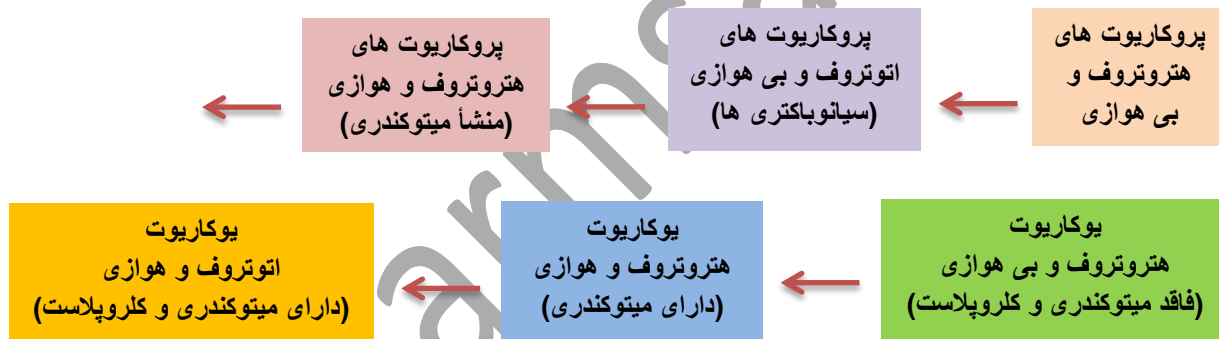 پروکاریوت های
هتروتروف و
بی هوازی
پروکاریوت های
اتوتروف و بی هوازی
(سیانوباکتری ها)
پروکاریوت های
هتروتروف و هوازی
(منشأ میتوکندری)
یوکاریوت
هتروتروف و بی هوازی
(فاقد میتوکندری و کلروپلاست)
یوکاریوت
هتروتروف و هوازی
(دارای میتوکندری)
یوکاریوت
اتوتروف و هوازی
(دارای میتوکندری و کلروپلاست)